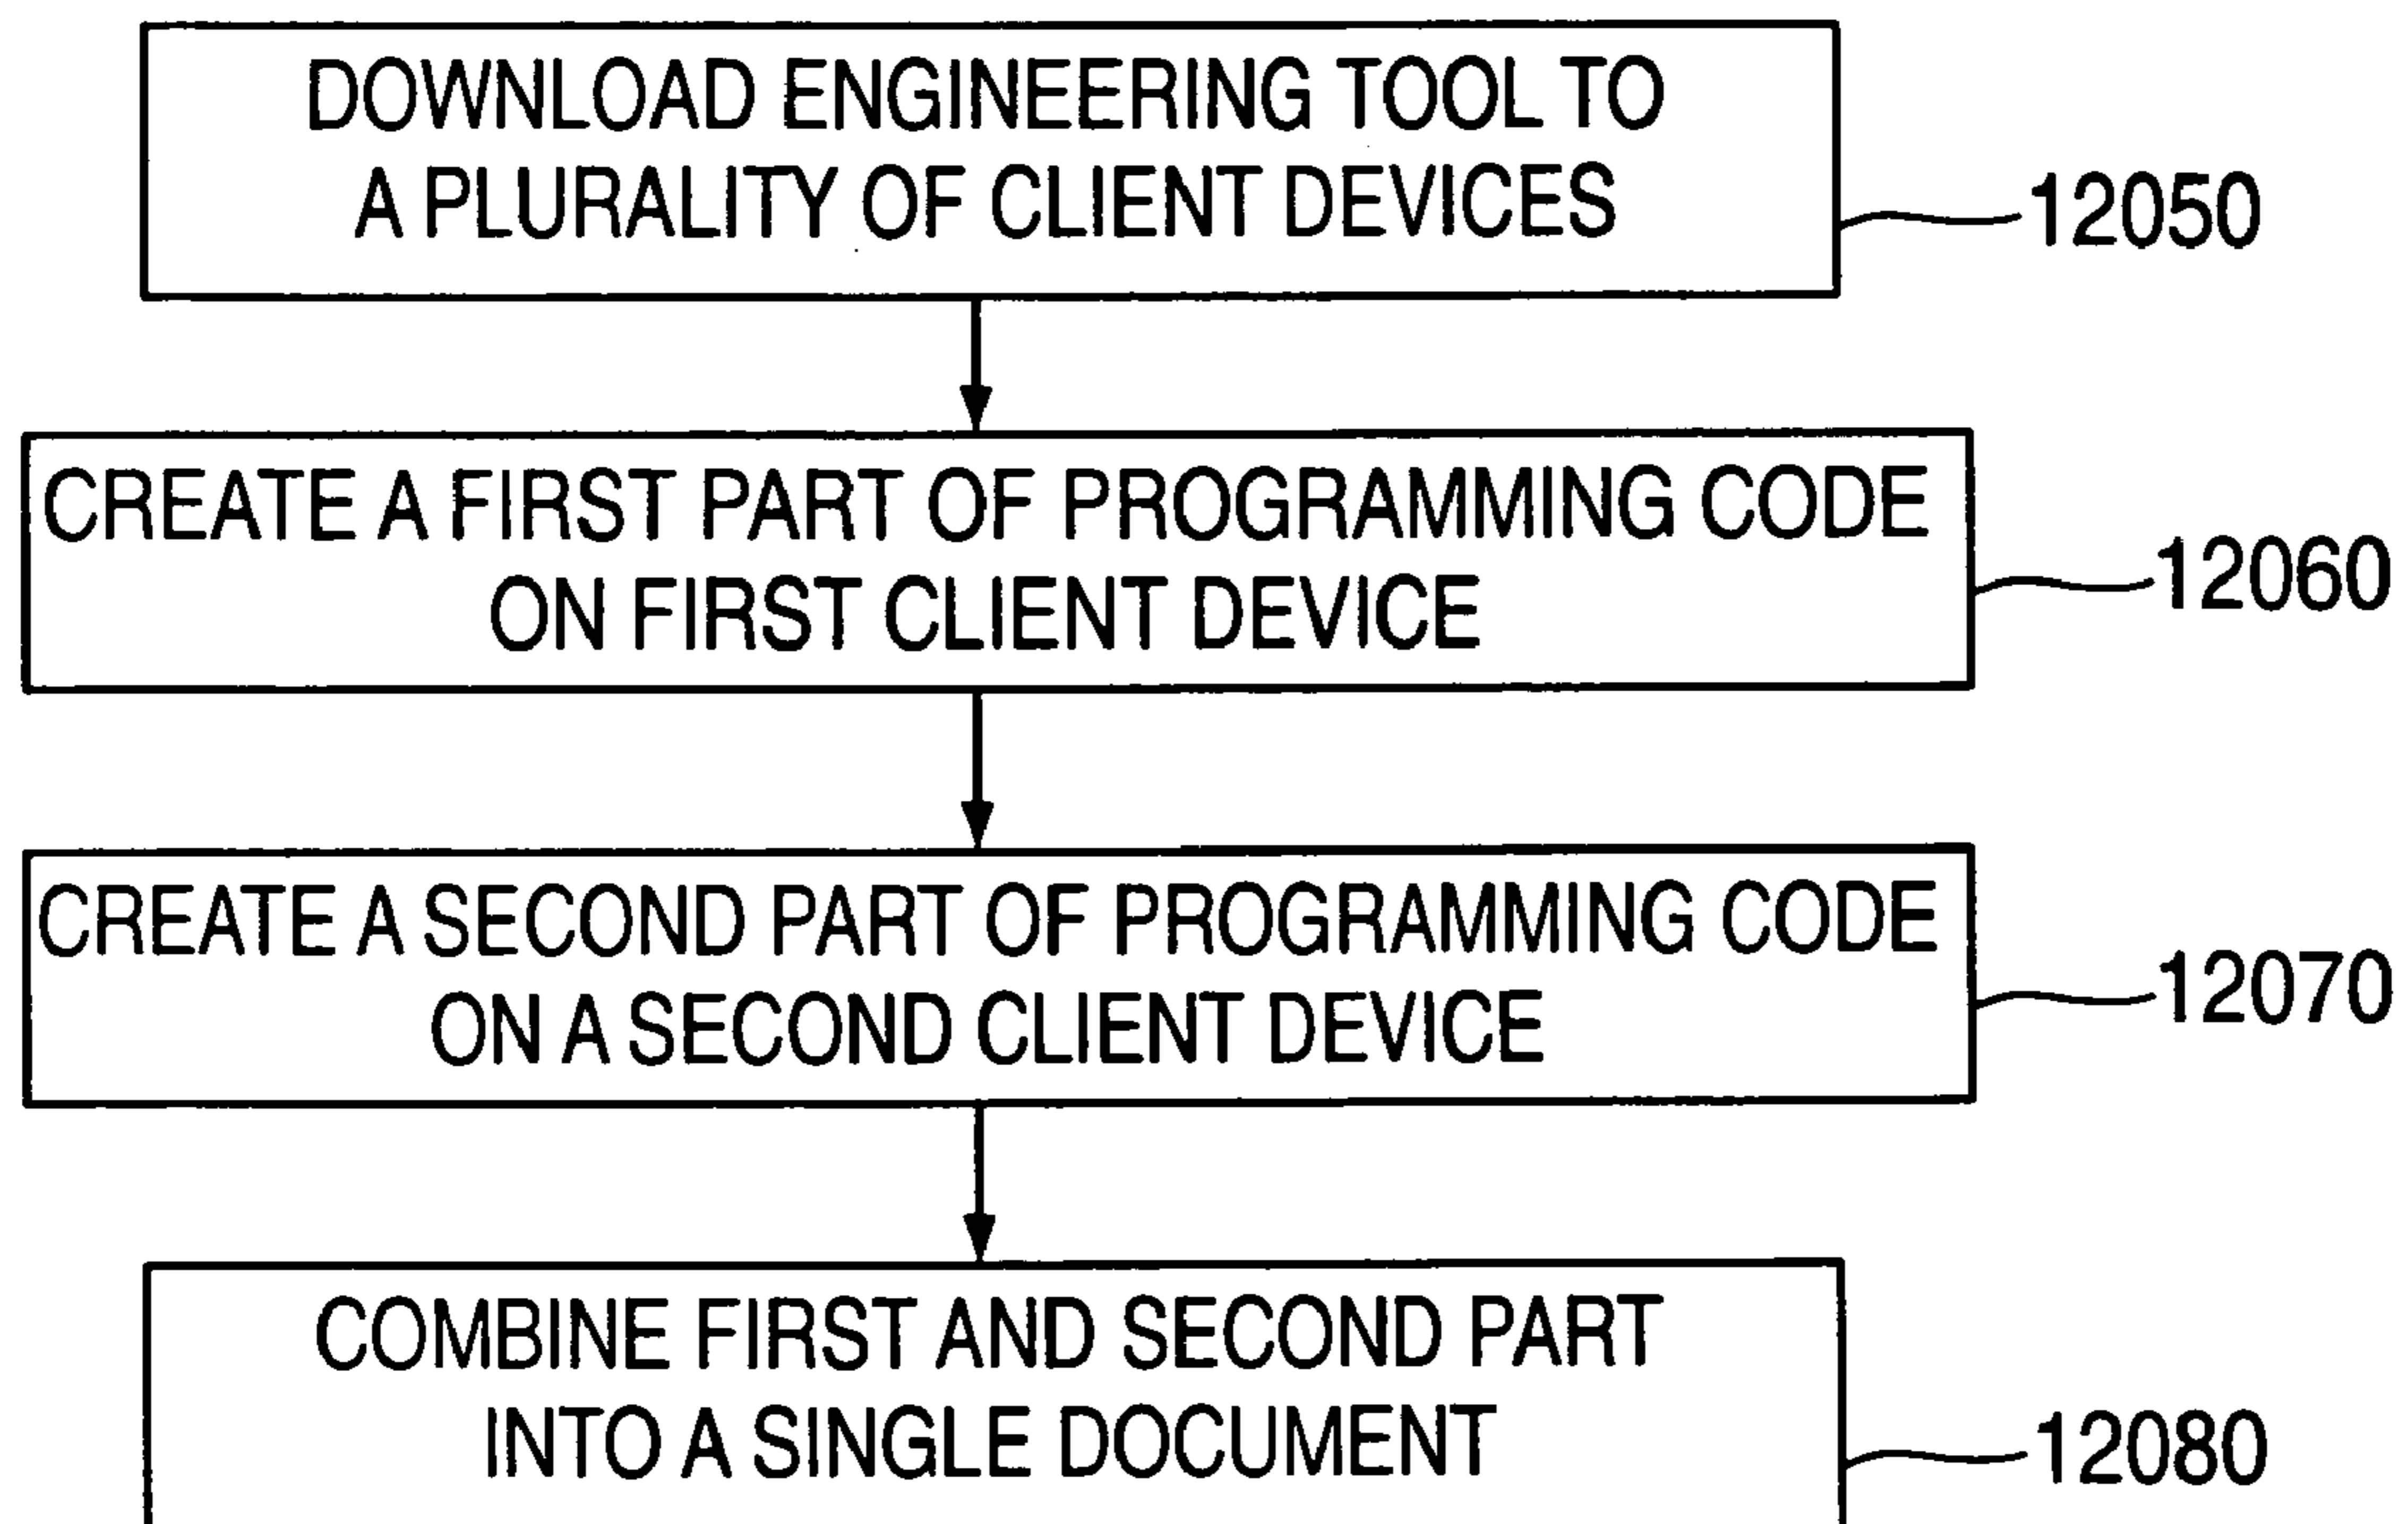 DOWNLOAD ENGINEERING TOOL TO
A PLURALITY OF CLIENT DEVICES
12050
CREATE A FIRST PART OF PROGRAMMING CODE
ON FIRST CLIENT DEVICE
12060
CREATE A SECOND PART OF PROGRAMMING CODE
ON A SECOND CLIENT DEVICE
12070
COMBINE FIRST AND SECOND PART
INTO A SINGLE DOCUMENT
12080